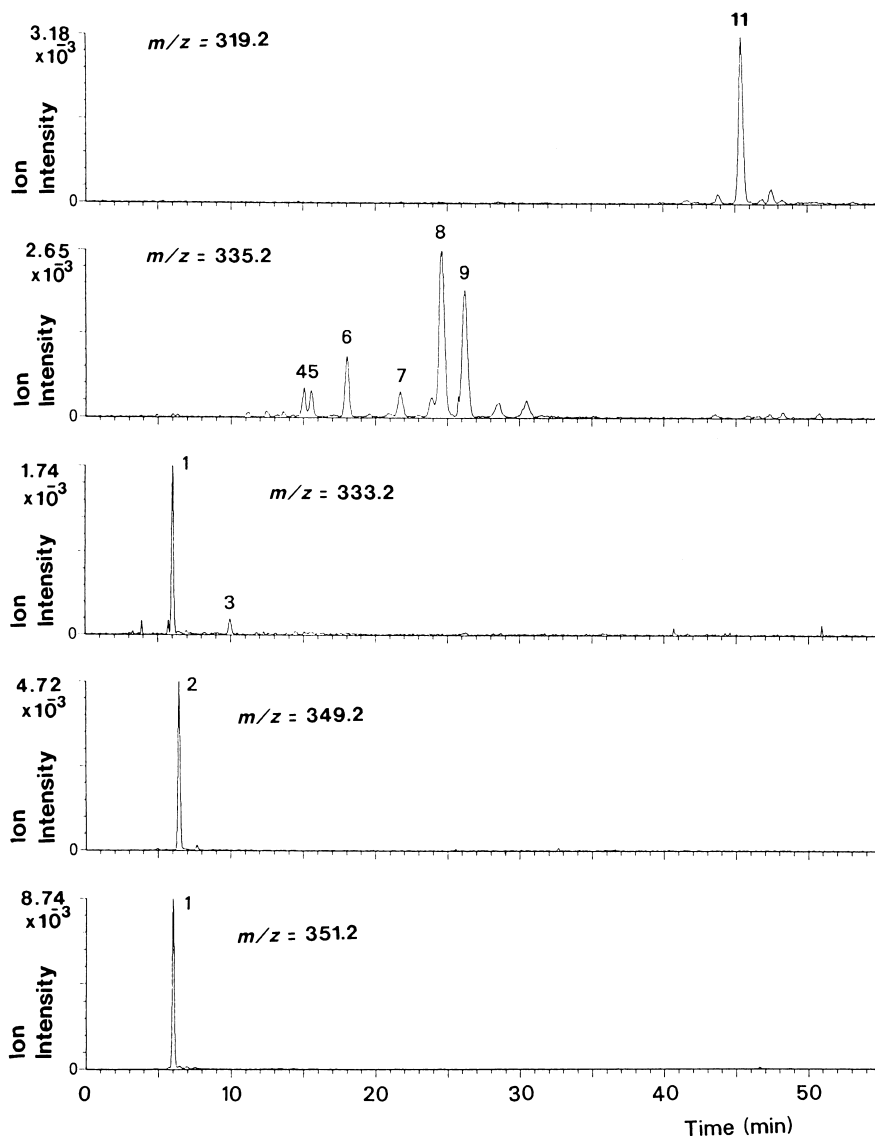 11
3.18
x10⁻³
m/z = 319.2
Ion
Intensity
0
8
2.65
x10⁻³
m/z = 335.2
9
6
45
7
Ion
Intensity
0
1.74
x10⁻³
1
m/z = 333.2
3
Ion
Intensity
0
4.72
x10⁻³
2
m/z = 349.2
Ion
Intensity
0
8.74
x10⁻³
1
m/z = 351.2
Ion
Intensity
0
0 10 20 30 40 50
Time (min)